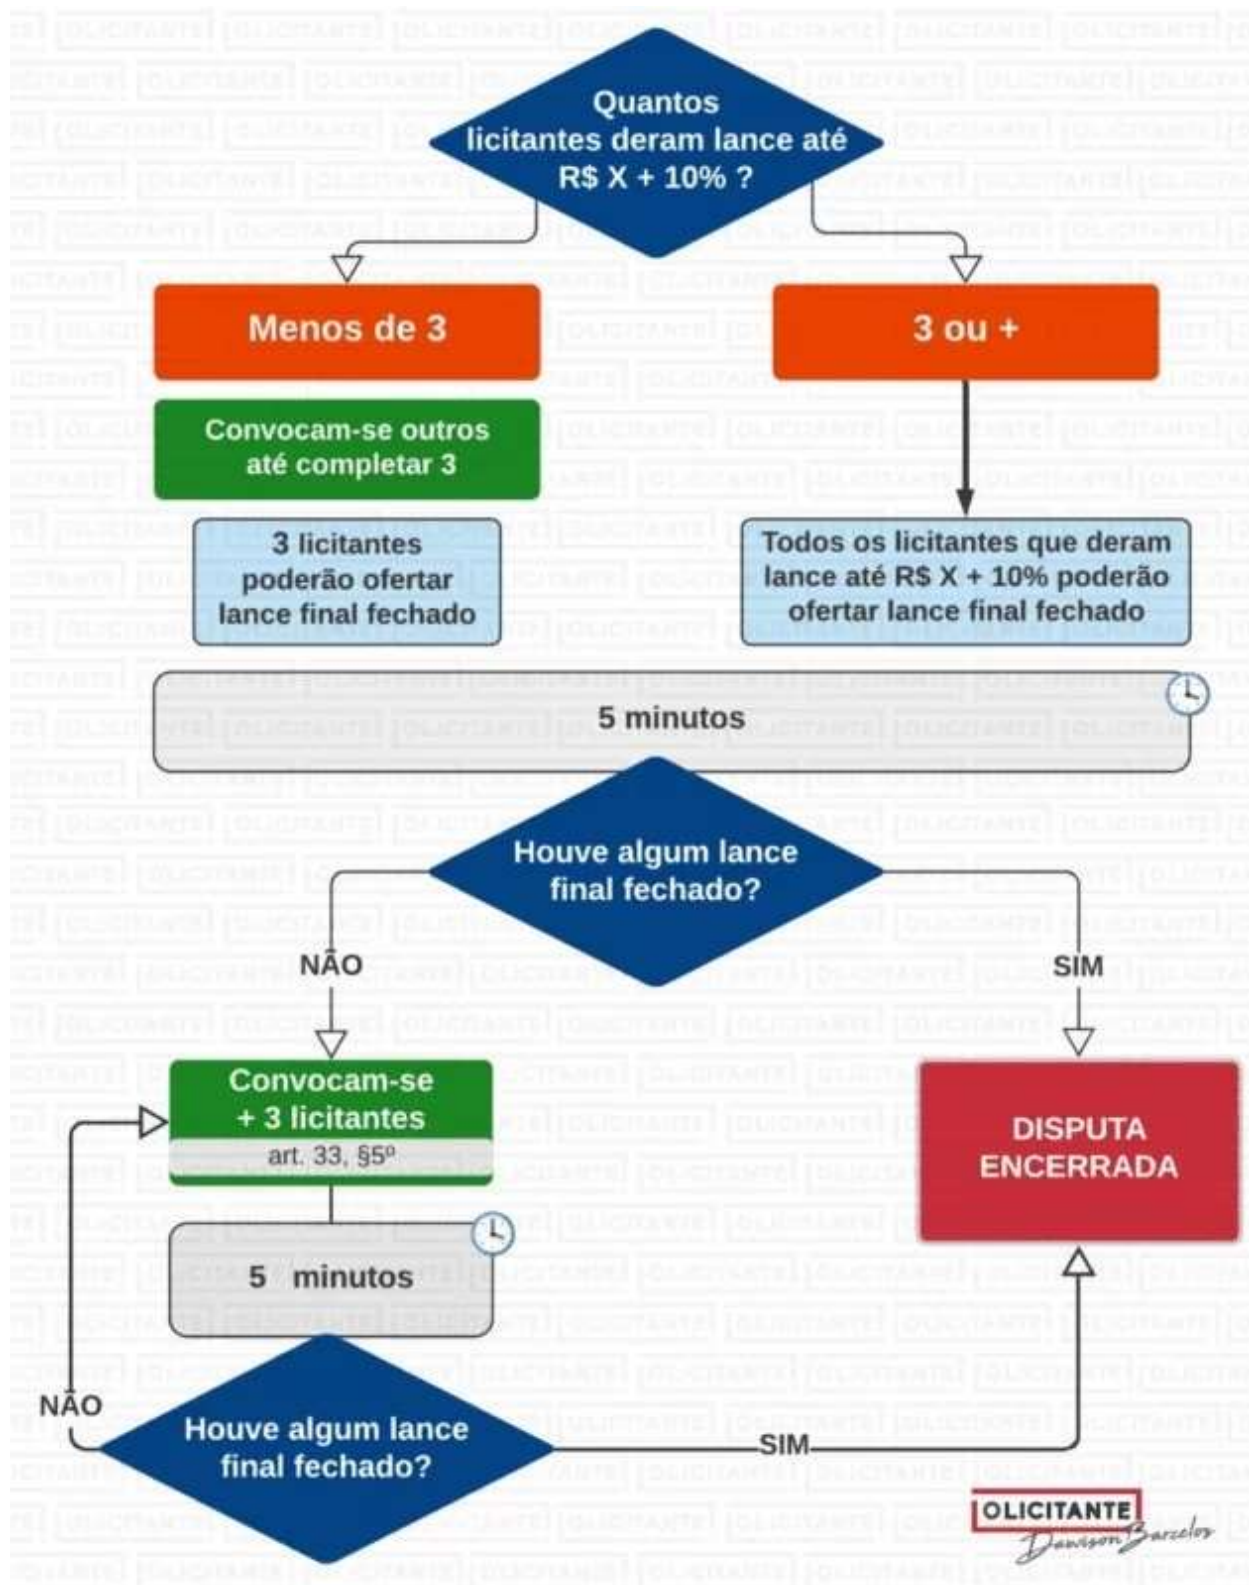 Quantos
licitantes deram lance até
R$ X + 10% ?
Menos de 3
3 ou +
Convocam-se outros
até completar 3
3 licitantes
poderão ofertar
lance final fechado
Todos os licitantes que deram
lance até R$ X + 10% poderão
ofertar lance final fechado
5 minutos
Houve algum lance
final fechado?
NÃO
SIM
Convocam-se
+ 3 licitantes
art. 33, §5º
DISPUTA
ENCERRADA
5 minutos
NÃO
Houve algum lance
final fechado?
SIM
OLICITANTE
Dawison Barcelos